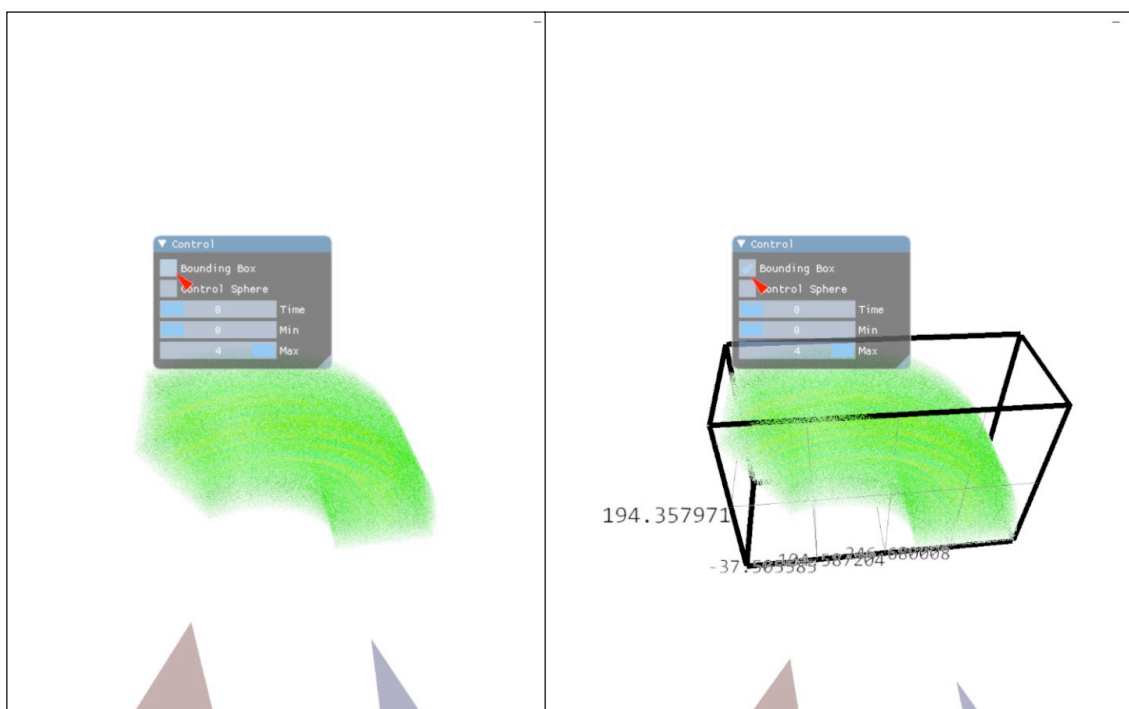 Control
Bounding Box
Control Sphere
0 Time
0 Min
4 Max
Control
Bounding Box
Control Sphere
0 Time
0 Min
4 Max
194.357971